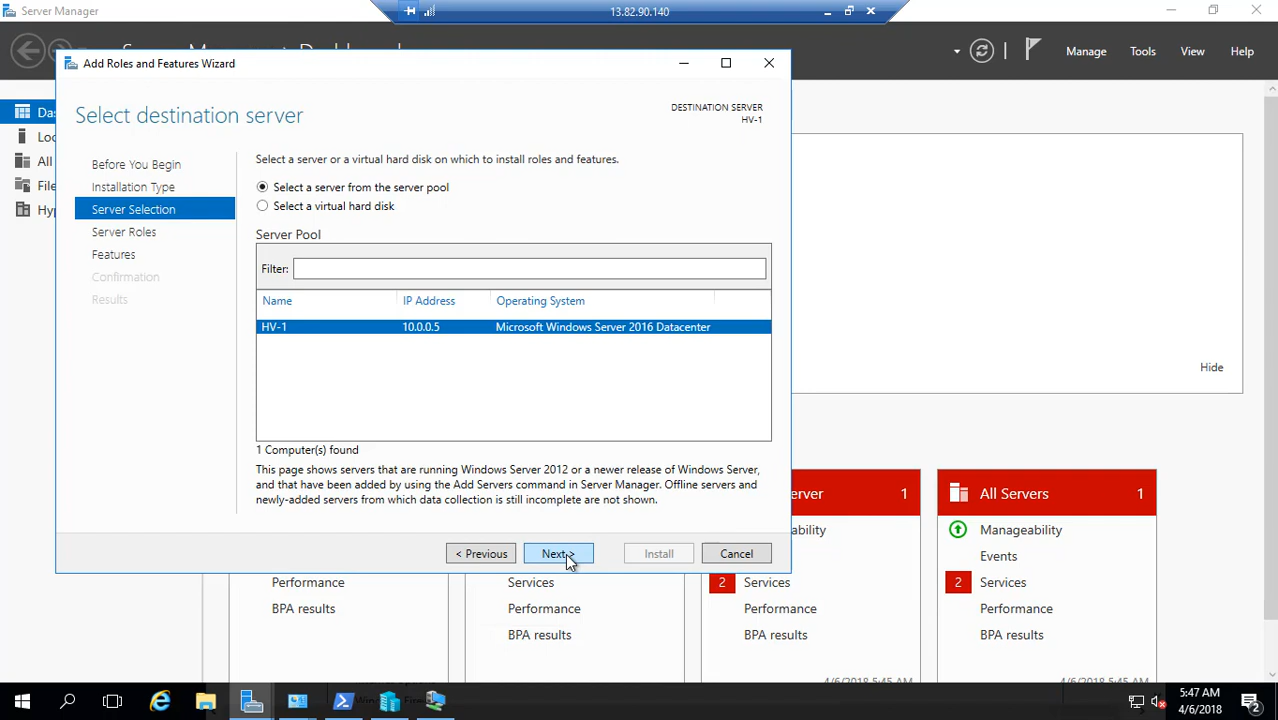 Server Manager
13.82.90.140
Manage
Tools
View
Help
Add Roles and Features Wizard
Select destination server
DESTINATION SERVER
HV-1
Before You Begin
Installation Type
Server Selection
Server Roles
Features
Confirmation
Results
Select a server or a virtual hard disk on which to install roles and features.
Select a server from the server pool
Select a virtual hard disk
Server Pool
Filter:
Name IP Address Operating System
HV-1 10.0.0.5 Microsoft Windows Server 2016 Datacenter
1 Computer(s) found
This page shows servers that are running Windows Server 2012 or a newer release of Windows Server,
and that have been added by using the Add Servers command in Server Manager. Offline servers and
newly-added servers from which data collection is still incomplete are not shown.
< Previous
Next >
Install
Cancel
Hide
1
All Servers 1
Manageability
Events
2 Services
Performance
BPA results
Performance
BPA results
Services
Performance
BPA results
2 Services
Performance
BPA results
5:47 AM
4/6/2018
2